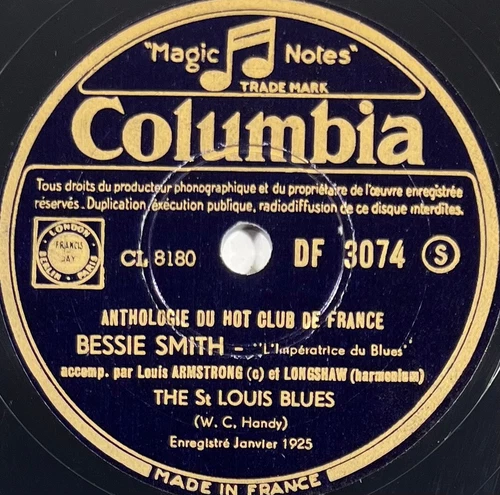 "Magic Notes"
TRADE MARK
Columbia
Tous droits du producteur phonographique et du propriétaire de l'œuvre enregistrée
réservés. Duplication/éxécution publique, radiodiffusion de ce disque interdites.
LONDON
FRANCIS
DAY
BERLIN - PARIS
CL 8180
DF 3074 S
ANTHOLOGIE DU HOT CLUB DE FRANCE
BESSIE SMITH - "L'Impératrice du Blues"
accomp. par Louis ARMSTRONG (c) et LONGSHAW (harmonium)
THE St LOUIS BLUES
(W. C. Handy)
Enregistré Janvier 1925
MADE IN FRANCE